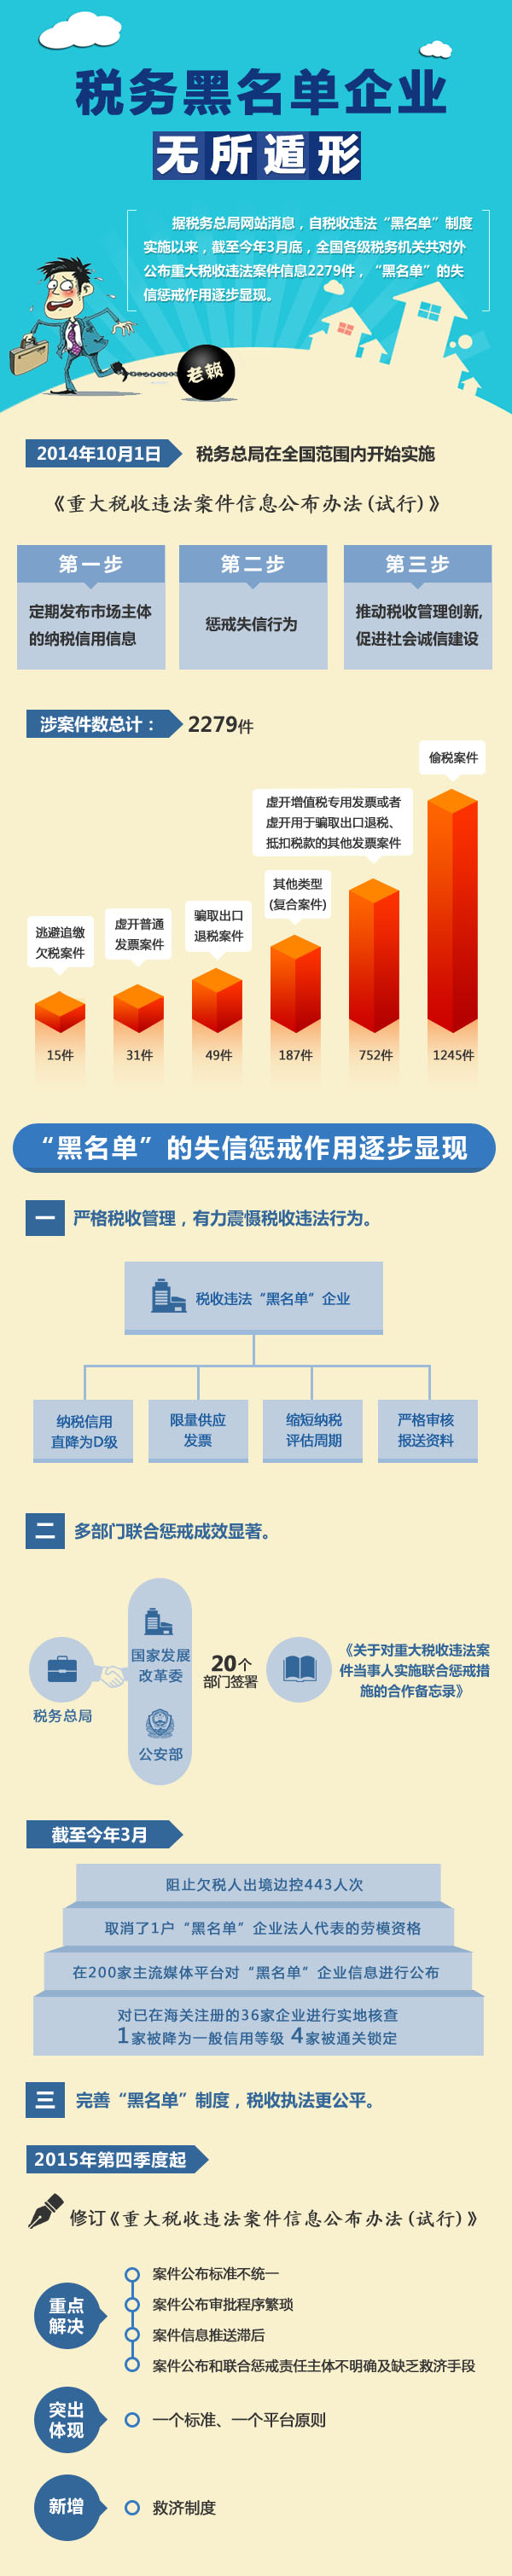 税务黑名单企业
无所遁形
据税务总局网站消息，自税收违法“黑名单”制度
实施以来，截至今年3月底，全国各级税务机关共对外
公布重大税收违法案件信息2279件，“黑名单”的失
信惩戒作用逐步显现。
老赖
2014年10月1日
税务总局在全国范围内开始实施
《重大税收违法案件信息公布办法(试行)》
第一步
第二步
第三步
定期发布市场主体
的纳税信用信息
惩戒失信行为
推动税收管理创新,
促进社会诚信建设
涉案件数总计：
2279件
偷税案件
虚开增值税专用发票或者
虚开用于骗取出口退税、
抵扣税款的其他发票案件
其他类型
(复合案件)
骗取出口
退税案件
虚开普通
发票案件
逃避追缴
欠税案件
15件
31件
49件
187件
752件
1245件
“黑名单”的失信惩戒作用逐步显现
一
严格税收管理，有力震慑税收违法行为。
税收违法“黑名单”企业
纳税信用
直降为D级
限量供应
发票
缩短纳税
评估周期
严格审核
报送资料
二
多部门联合惩戒成效显著。
税务总局
国家发展
改革委
公安部
20个
部门签署
《关于对重大税收违法案
件当事人实施联合惩戒措
施的合作备忘录》
截至今年3月
阻止欠税人出境边控443人次
取消了1户“黑名单”企业法人代表的劳模资格
在200家主流媒体平台对“黑名单”企业信息进行公布
对已在海关注册的36家企业进行实地核查
1家被降为一般信用等级 4家被通关锁定
三
完善“黑名单”制度，税收执法更公平。
2015年第四季度起
修订《重大税收违法案件信息公布办法(试行)》
重点
解决
案件公布标准不统一
案件公布审批程序繁琐
案件信息推送滞后
案件公布和联合惩戒责任主体不明确及缺乏救济手段
突出
体现
一个标准、一个平台原则
新增
救济制度